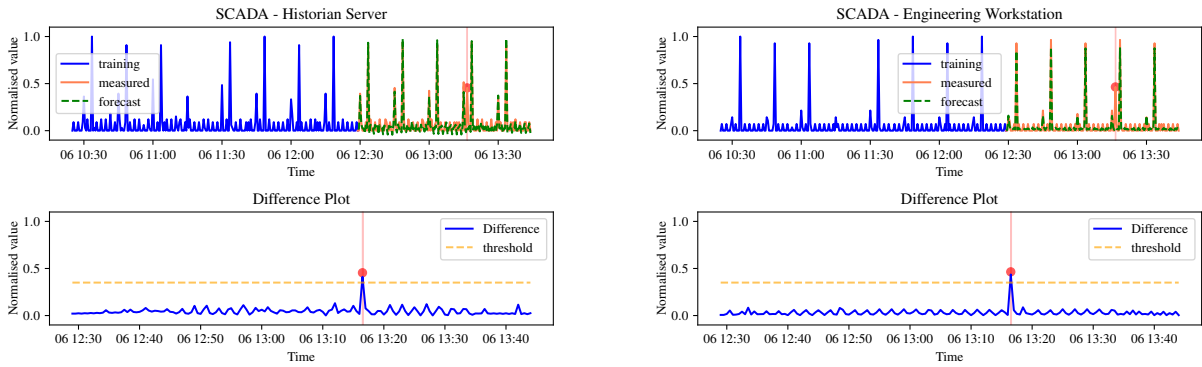 SCADA - Historian Server
Normalised value
1.0
0.5
0.0
training
measured
forecast
06 10:30
06 11:00
06 11:30
06 12:00
06 12:30
06 13:00
06 13:30
Time
SCADA - Engineering Workstation
Normalised value
1.0
0.5
0.0
training
measured
forecast
06 10:30
06 11:00
06 11:30
06 12:00
06 12:30
06 13:00
06 13:30
Time
Difference Plot
Normalised value
1.0
0.5
0.0
Difference
threshold
06 12:30
06 12:40
06 12:50
06 13:00
06 13:10
06 13:20
06 13:30
06 13:40
Time
Difference Plot
Normalised value
1.0
0.5
0.0
Difference
threshold
06 12:30
06 12:40
06 12:50
06 13:00
06 13:10
06 13:20
06 13:30
06 13:40
Time